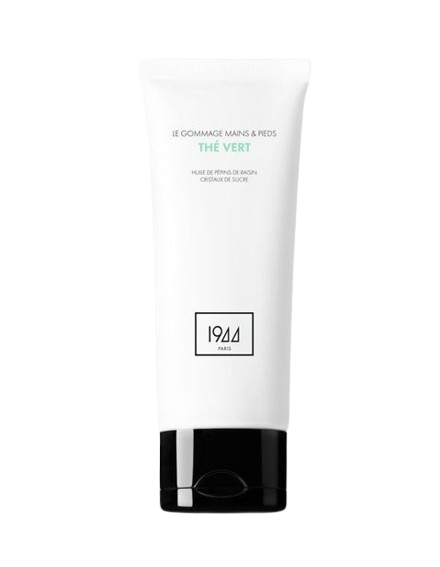 LE GOMMAGE MAINS & PIEDS
THÉ VERT
HUILE DE PÉPINS DE RAISIN
CRISTAUX DE SUCRE
1944
PARIS